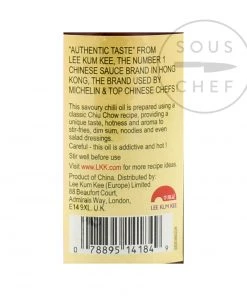 SOUS
CHEF
"AUTHENTIC TASTE" FROM
LEE KUM KEE, THE NUMBER 1
CHINESE SAUCE BRAND IN HONG
KONG, THE BRAND USED BY
MICHELIN & TOP CHINESE CHEFS
This savoury chilli oil is prepared using a
classic Chiu Chow recipe, providing a
unique taste, hotness and aroma to
stir-fries, dim sum, noodles and even
salad dressings.
Careful - this oil is addictive and hot !
Stir well before use
Visit www.LKK.com for more recipe ideas.
Product of China. Distributed by:
Lee Kum Kee (Europe) Limited
88 Beaufort Court,
Admirals Way, London,
E14 9XL. U.K.
LEE KUM KEE
0 78895 14184 9